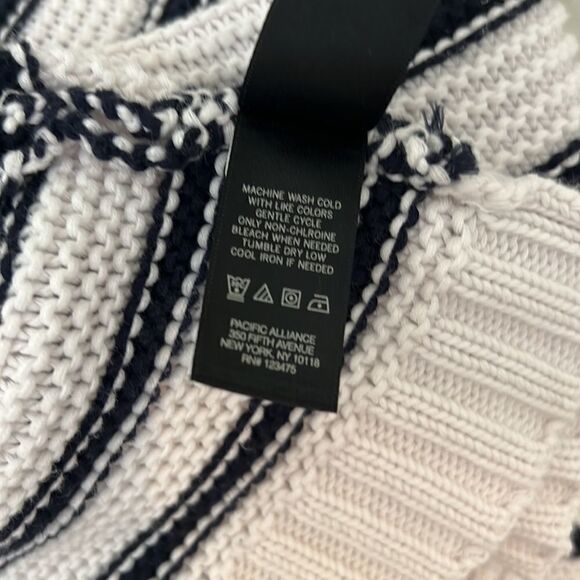 MACHINE WASH COLD
WITH LIKE COLORS
GENTLE CYCLE
ONLY NON-CHLROINE
BLEACH WHEN NEEDED
TUMBLE DRY LOW
COOL IRON IF NEEDED
PACIFIC ALLIANCE
350 FIFTH AVENUE
NEW YORK, NY 10118
RN# 123475